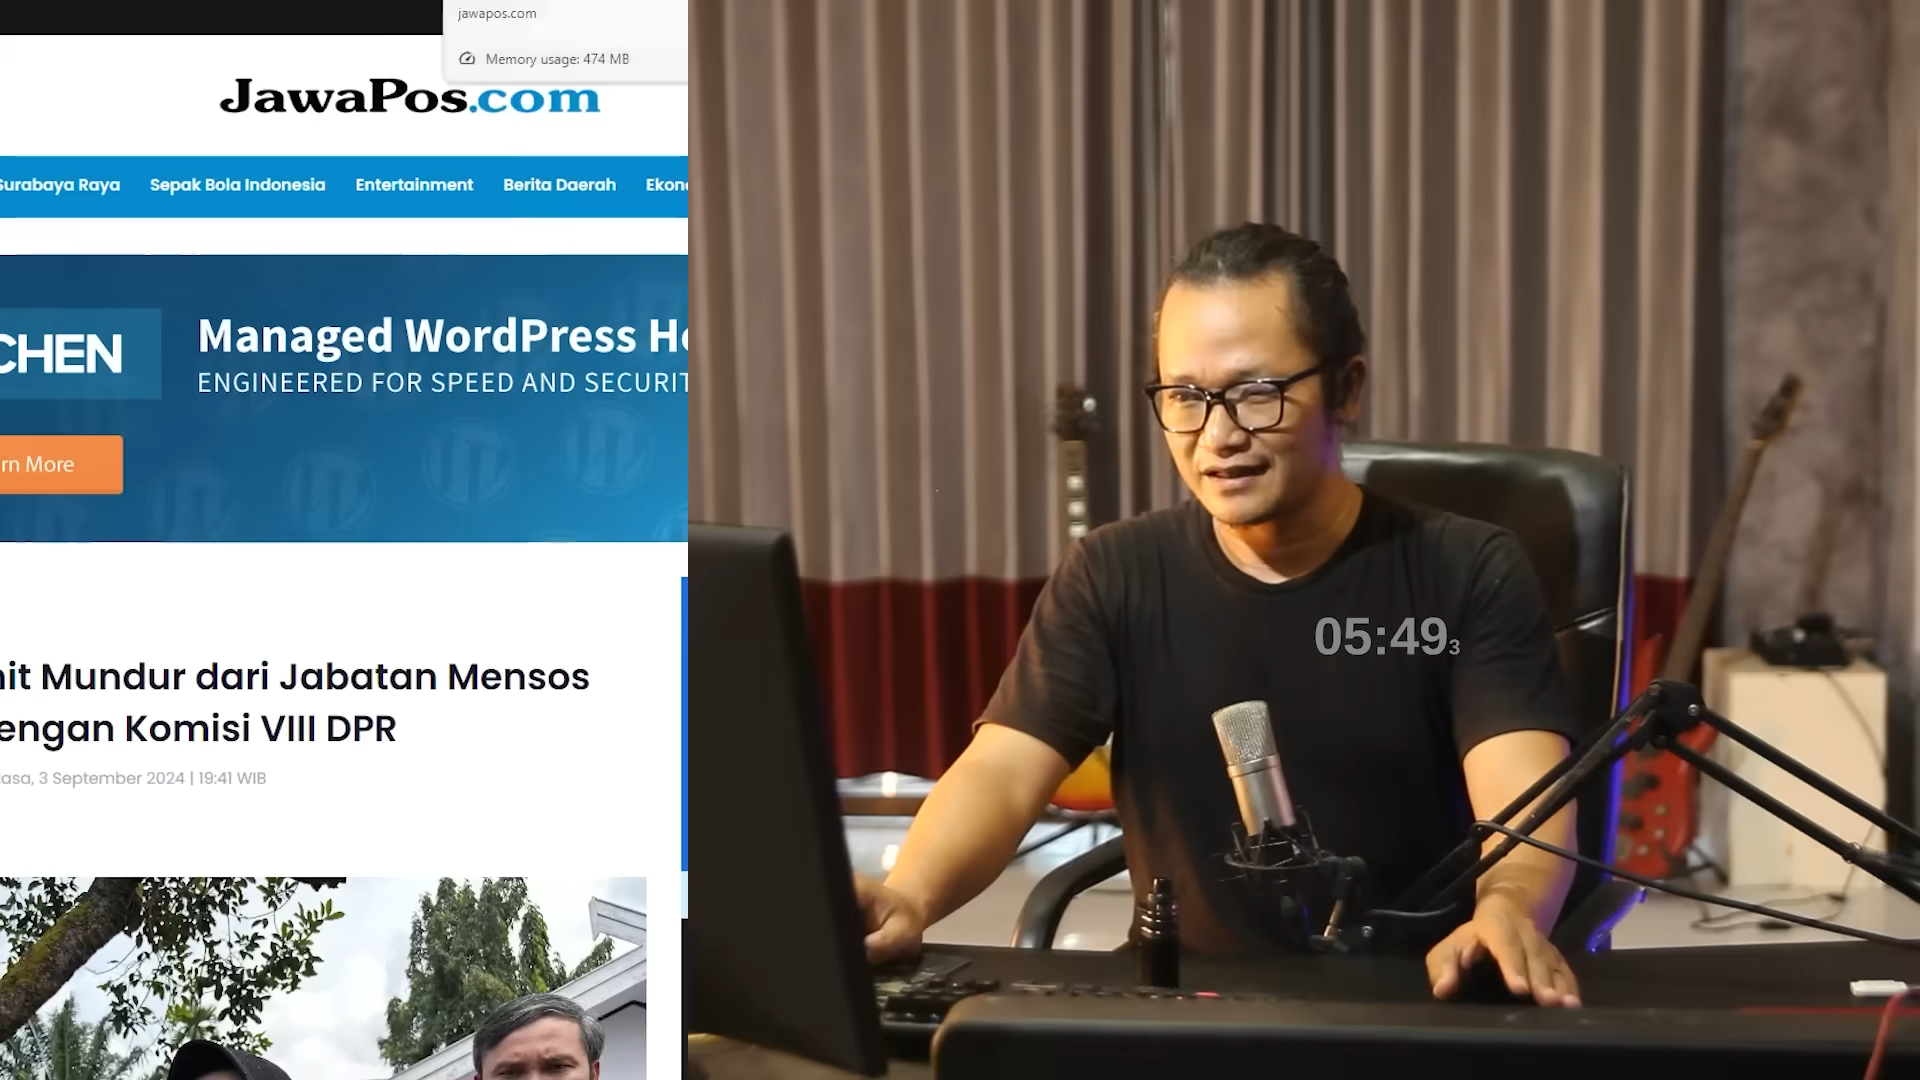 jawapos.com
Memory usage: 474 MB
JawaPos.com
Surabaya Raya Sepak Bola Indonesia Entertainment Berita Daerah
CHEN
Managed WordPress
ENGINEERED FOR SPEED AND
rn More
it Mundur dari Jabatan Mensos
engan Komisi VIII DPR
asa, 3 September 2024 | 19:41 WIB
05:493